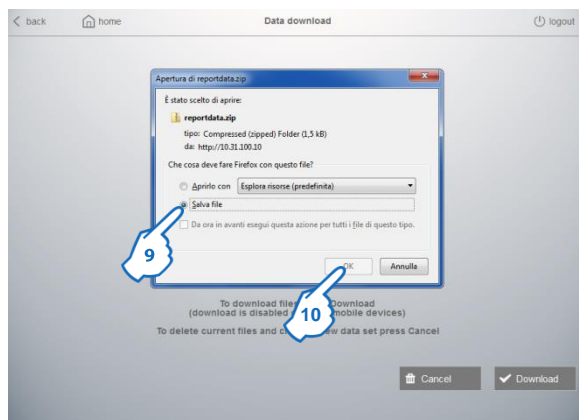 back home Data download logout
Apertura di reportdata.zip
È stato scelto di aprire:
reportdata.zip
tipo: Compressed (zipped) Folder (1,5 kB)
da: http://10.31.100.10
Che cosa deve fare Firefox con questo file?
Aprirlo con Esplora risorse (predefinita)
Salva file
Da ora in avanti esegui questa azione per tutti i file di questo tipo.
9
OK Annulla
10
To download files Download
(download is disabled mobile devices)
To delete current files and data set press Cancel
Cancel Download